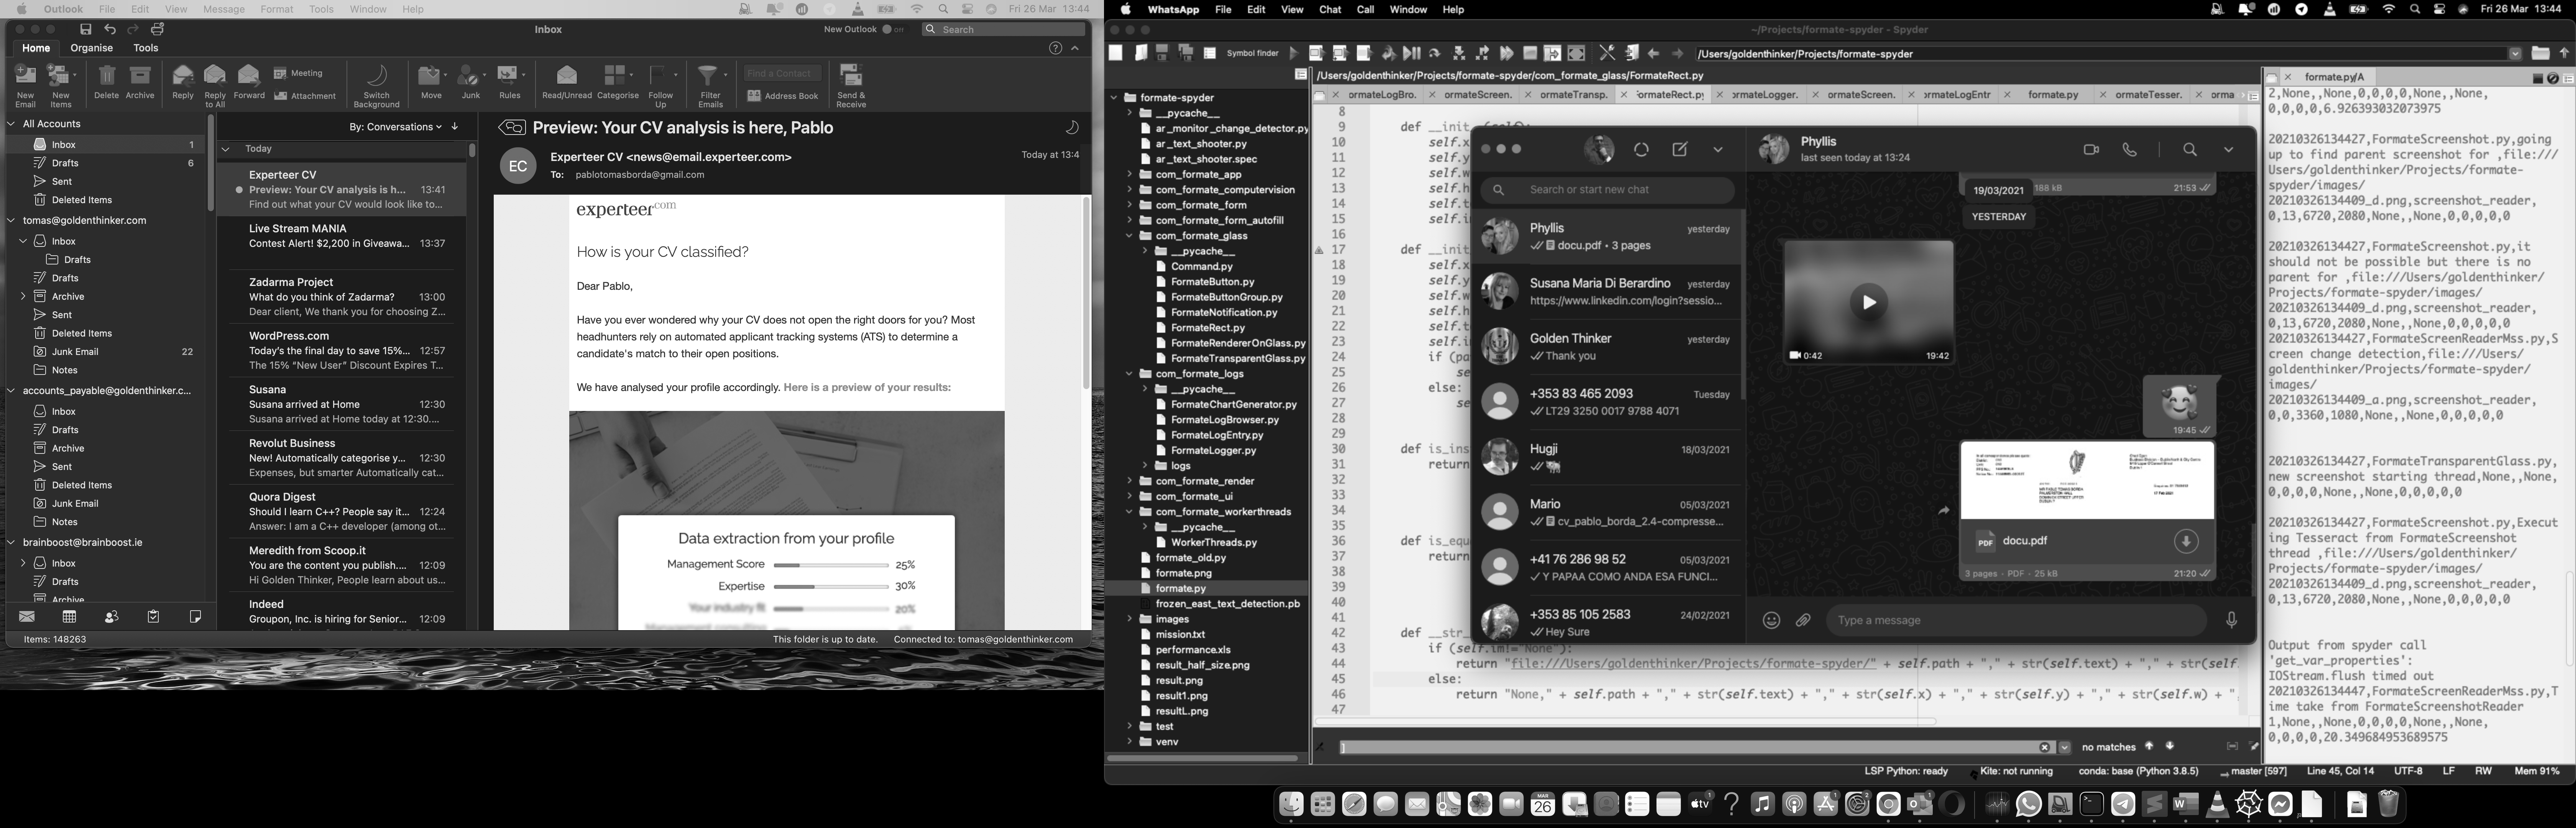 Outlook File Edit View Message Format Tools Window Help
Fri 26 Mar 13:44
Inbox
New Outlook
Search
Home Organise Tools
New Email
New Items
Delete
Archive
Reply
Reply to All
Forward
Meeting
Attachment
Switch Background
Move
Junk
Rules
Read/Unread
Categorise
Follow Up
Filter Emails
Find a Contact
Address Book
Send & Receive
All Accounts
Inbox 1
Drafts 6
Sent
Deleted Items
tomas@goldenthinker.com
Inbox
Drafts
Drafts
Archive
Sent
Deleted Items
Junk Email 22
Notes
accounts_payable@goldenthinker.c...
Inbox
Drafts
Archive
Sent
Deleted Items
Junk Email
Notes
brainboost@brainboost.ie
Inbox
Drafts
Archive
Items: 148263
By: Conversations
Today
Experteer CV
Preview: Your CV analysis is h... 13:41
Find out what your CV would look like to...
Live Stream MANIA
Contest Alert! $2,200 in Giveawa... 13:37
Zadarma Project
What do you think of Zadarma? 13:00
Dear client, We thank you for choosing Z...
WordPress.com
Today's the final day to save 15%... 12:57
The 15% “New User” Discount Expires T...
Susana
Susana arrived at Home 12:30
Susana arrived at Home today at 12:30....
Revolut Business
New! Automatically categorise y... 12:30
Expenses, but smarter Automatically cat...
Quora Digest
Should I learn C++? People say it... 12:24
Answer: I am a C++ developer (among ot...
Meredith from Scoop.it
You are the content you publish.... 12:09
Hi Golden Thinker, People learn about us...
Indeed
Groupon, Inc. is hiring for Senior... 12:09
Preview: Your CV analysis is here, Pablo
EC
Experteer CV <news@email.experteer.com>
To: pablotomasborda@gmail.com
Today at 13:4
experteer.com
How is your CV classified?
Dear Pablo,
Have you ever wondered why your CV does not open the right doors for you? Most
headhunters rely on automated applicant tracking systems (ATS) to determine a
candidate's match to their open positions.
We have analysed your profile accordingly. Here is a preview of your results:
Data extraction from your profile
Management Score 25%
Expertise 30%
Your industry fit 20%
This folder is up to date. Connected to: tomas@goldenthinker.com
WhatsApp File Edit View Chat Call Window Help
Fri 26 Mar 13:44
~/Projects/formate-spyder - Spyder
Symbol finder
/Users/goldenthinker/Projects/formate-spyder
/Users/goldenthinker/Projects/formate-spyder/com_formate_glass/FormateRect.py
ormateLogBro.
ormateScreen.
ormateTransp.
ormateRect.py
ormateLogger.
ormateScreen.
ormateLogEntr
formate.py
ormateTesser.
orma
formate-spyder
__pycache__
ar_monitor_change_detector.py
ar_text_shooter.py
ar_text_shooter.spec
com_formate_app
com_formate_computervision
com_formate_form
com_formate_form_autofill
com_formate_glass
__pycache__
Command.py
FormateButton.py
FormateButtonGroup.py
FormateNotification.py
FormateRect.py
FormateRendererOnGlass.py
FormateTransparentGlass.py
com_formate_logs
__pycache__
FormateChartGenerator.py
FormateLogBrowser.py
FormateLogEntry.py
FormateLogger.py
logs
com_formate_render
com_formate_ui
com_formate_workerthreads
__pycache__
WorkerThreads.py
formate_old.py
formate.png
formate.py
frozen_east_text_detection.pb
images
mission.txt
performance.xls
result_half_size.png
result.png
result1.png
resultL.png
test
venv
8
9 def __init__(self):
10 self.x
11 self.y
12 self.w
13 self.h
14 self.t
15 self.i
16
17 def __init
18 self.x
19 self.y
20 self.w
21 self.h
22 self.t
23 self.i
24 if (pa
25 se
26 else:
27 se
28
29
30 def is_ins
31 return
32
33
34
35
36 def is_equ
37 return
38
39
40
41
42 def __str_
43 if (self.im!="None"):
44 return "file:///Users/goldenthinker/Projects/formate-spyder/" + self.path + "," + str(self.text) + "," + str(self.
45 else:
46 return "None," + self.path + "," + str(self.text) + "," + str(self.x) + "," + str(self.y) + "," + str(self.w) + ",
47
no matches
LSP Python: ready Kite: not running conda: base (Python 3.8.5) master [597] Line 45, Col 14 UTF-8 LF RW Mem 91%
Search or start new chat
Phyllis yesterday
docu.pdf • 3 pages
Susana Maria Di Berardino yesterday
https://www.linkedin.com/login?sessio...
Golden Thinker yesterday
Thank you
+353 83 465 2093 Tuesday
LT29 3250 0017 9788 4071
Hugji 18/03/2021
Mario 05/03/2021
cv_pablo_borda_2.4-compresse...
+41 76 286 98 52 05/03/2021
Y PAPAA COMO ANDA ESA FUNCI...
+353 85 105 2583 24/02/2021
Hey Sure
Phyllis
last seen today at 13:24
19/03/2021
188 kB 21:53
YESTERDAY
0:42 19:42
19:45
PDF docu.pdf
3 pages · PDF · 25 kB 21:20
Type a message
formate.py/A
2,None,,None,0,0,0,0,None,,None,
0,0,0,0,6.926393032073975
20210326134427,FormateScreenshot.py,going
up to find parent screenshot for ,file:///
Users/goldenthinker/Projects/formate-
spyder/images/
20210326134409_d.png,screenshot_reader,
0,13,6720,2080,None,,None,0,0,0,0,0
20210326134427,FormateScreenshot.py,it
should not be possible but there is no
parent for ,file:///Users/goldenthinker/
Projects/formate-spyder/images/
20210326134409_d.png,screenshot_reader,
0,13,6720,2080,None,,None,0,0,0,0,0
20210326134427,FormateScreenReaderMss.py,S
creen change detection,file:///Users/
goldenthinker/Projects/formate-spyder/
images/
20210326134409_a.png,screenshot_reader,
0,0,3360,1080,None,,None,0,0,0,0,0
20210326134427,FormateTransparentGlass.py,
new screenshot starting thread,None,,None,
0,0,0,0,None,,None,0,0,0,0,0
20210326134427,FormateScreenshot.py,Execut
ing Tesseract from FormateScreenshot
thread ,file:///Users/goldenthinker/
Projects/formate-spyder/images/
20210326134409_d.png,screenshot_reader,
0,13,6720,2080,None,,None,0,0,0,0,0
Output from spyder call
'get_var_properties':
IOStream.flush timed out
20210326134447,FormateScreenReaderMss.py,T
ime take from FormateScreenshotReader
1,None,,None,0,0,0,0,None,,None,
0,0,0,0,20.349684953689575
MAR
26
tv